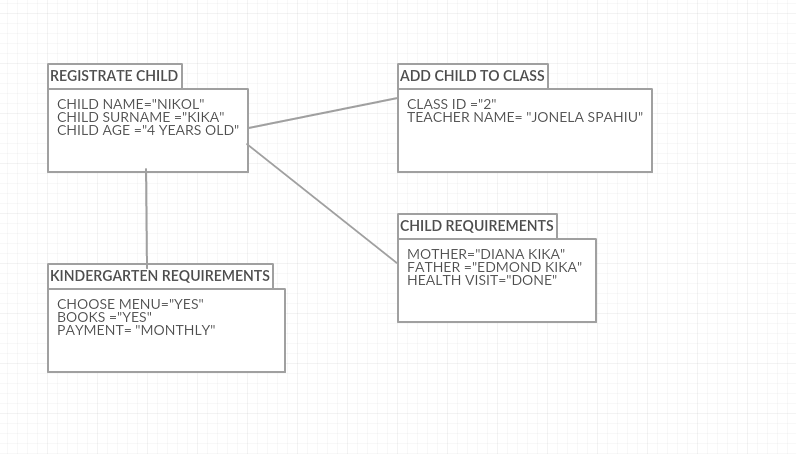 REGISTRATE CHILD
CHILD NAME="NIKOL"
CHILD SURNAME ="KIKA"
CHILD AGE ="4 YEARS OLD"
ADD CHILD TO CLASS
CLASS ID ="2"
TEACHER NAME= "JONELA SPAHIU"
CHILD REQUIREMENTS
MOTHER="DIANA KIKA"
FATHER ="EDMOND KIKA"
HEALTH VISIT="DONE"
KINDERGARTEN REQUIREMENTS
CHOOSE MENU="YES"
BOOKS ="YES"
PAYMENT= "MONTHLY"